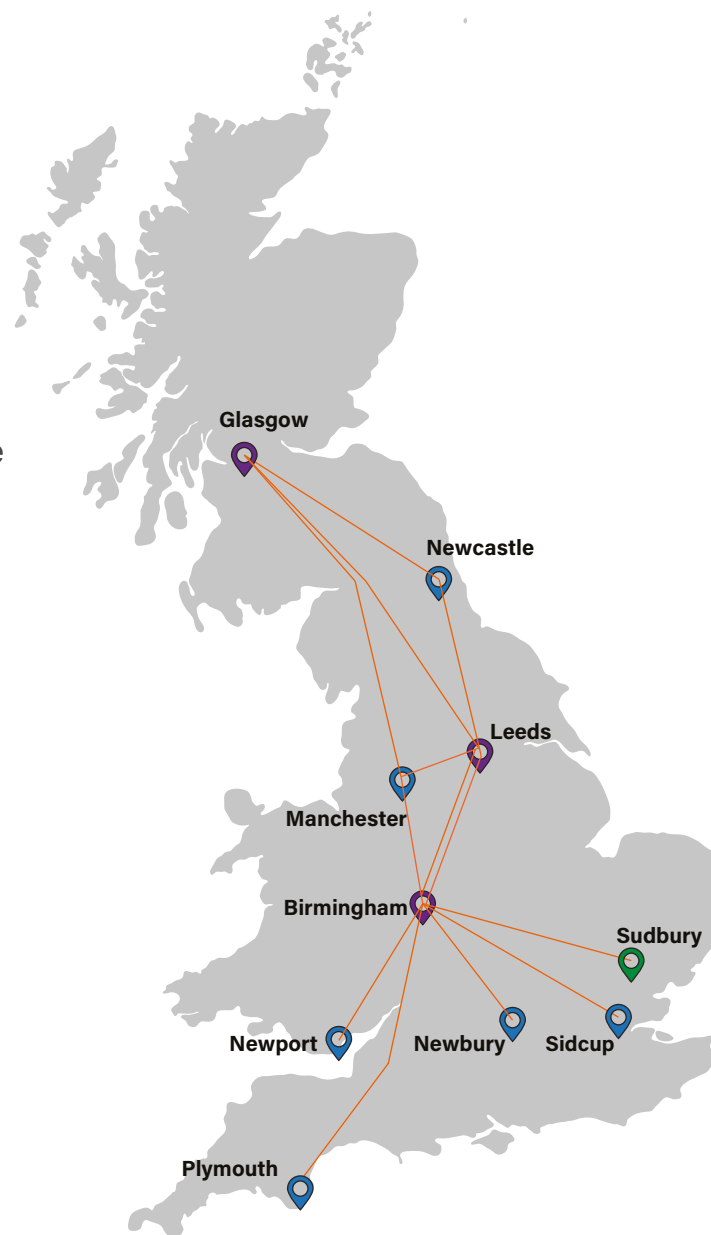 Glasgow
e
Newcastle
Leeds
Manchester
Birmingham
Sudbury
Newport
Newbury
Sidcup
Plymouth